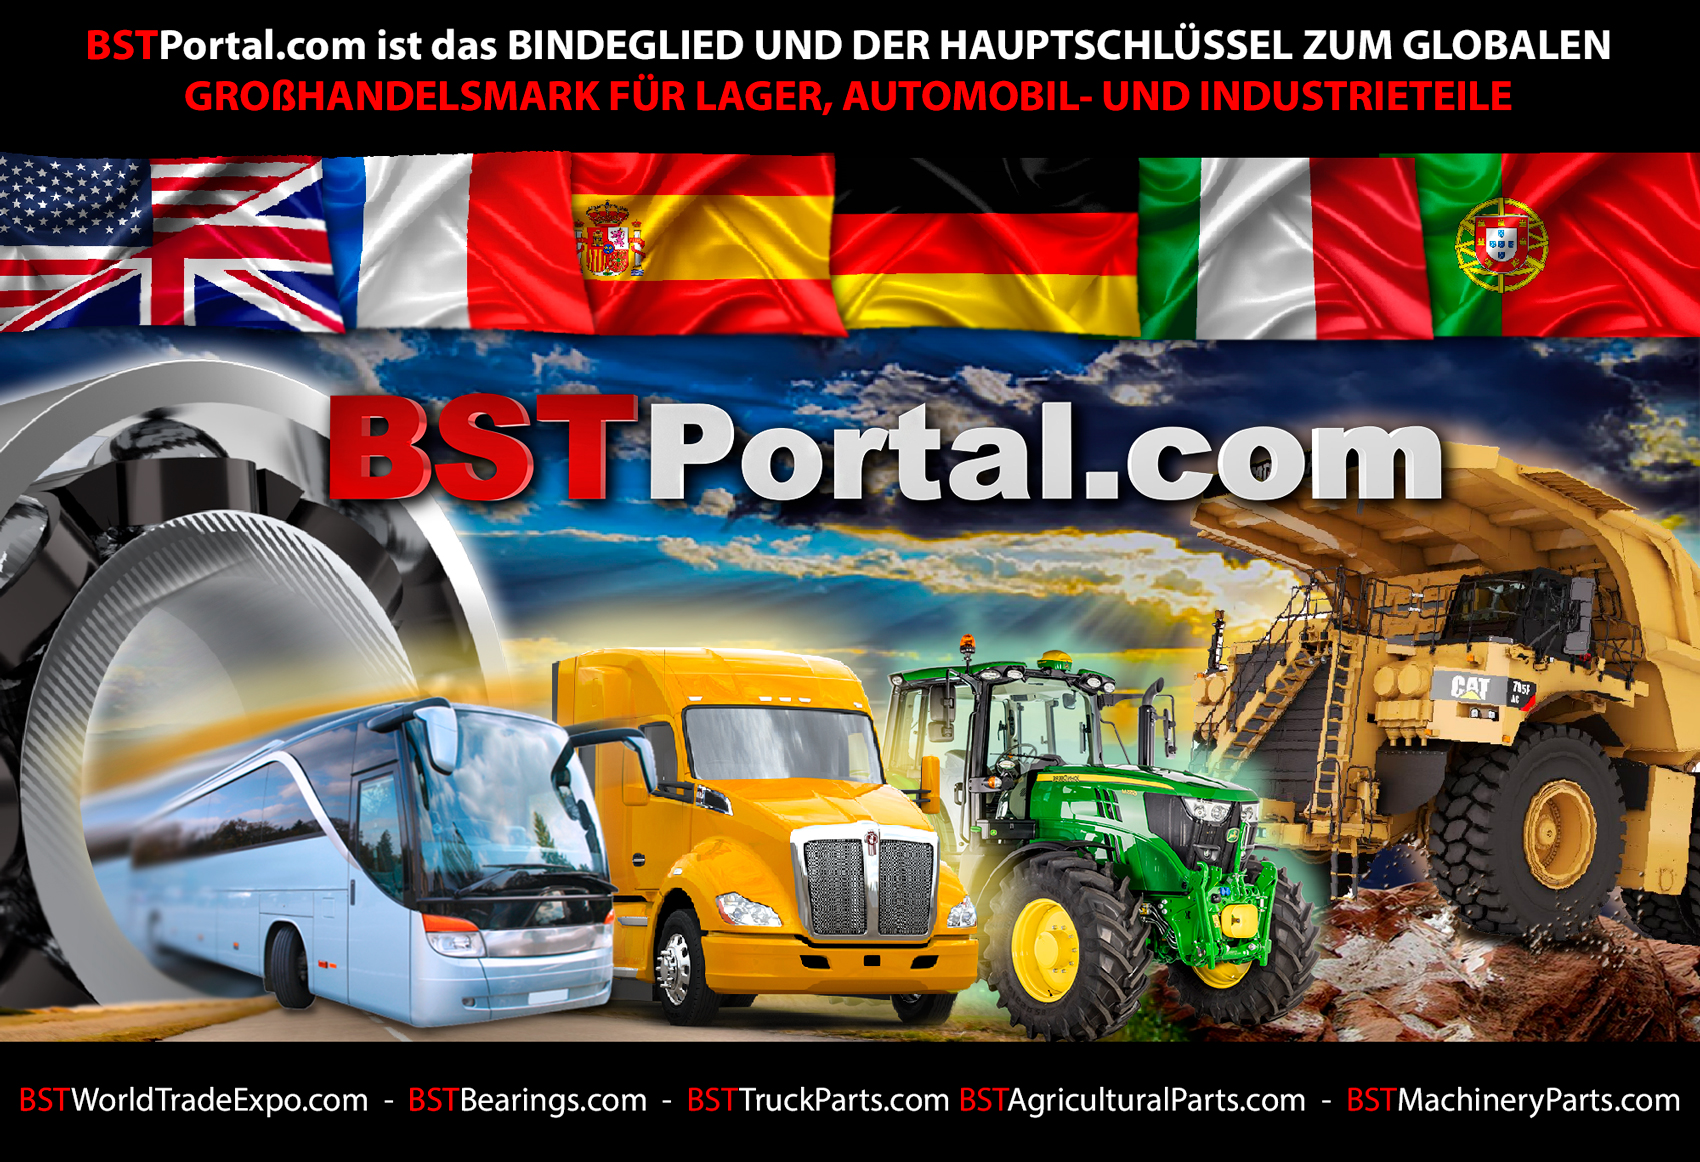 BSTPortal.com ist das BINDEGLIED UND DER HAUPTSCHLÜSSEL ZUM GLOBALEN
GROßHANDELSMARK FÜR LAGER, AUTOMOBIL- UND INDUSTRIETEILE
BSTPortal.com
CAT
BSTWorldTradeExpo.com - BSTBearings.com - BSTTruckParts.com BSTAgriculturalParts.com - BSTMachineryParts.com